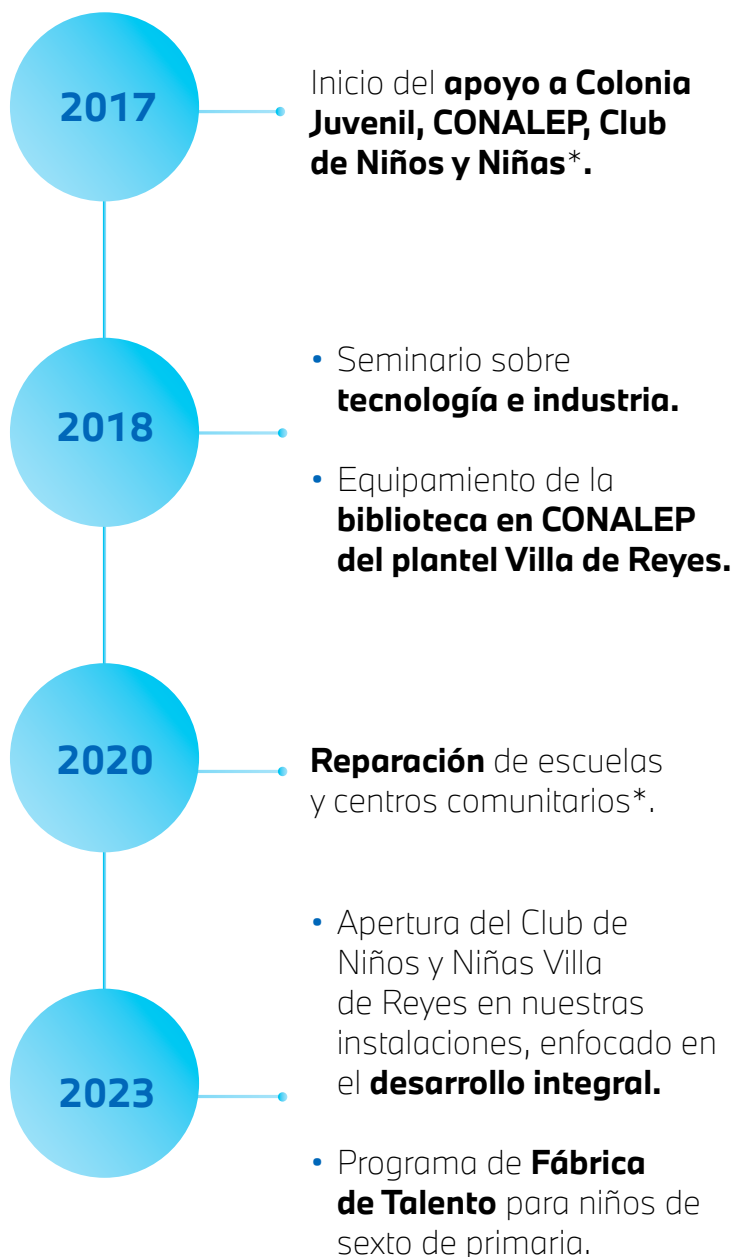 2017
Inicio del apoyo a Colonia
Juvenil, CONALEP, Club
de Niños y Niñas*.
2018
• Seminario sobre
tecnología e industria.
• Equipamiento de la
biblioteca en CONALEP
del plantel Villa de Reyes.
2020
Reparación de escuelas
y centros comunitarios*.
2023
• Apertura del Club de
Niños y Niñas Villa
de Reyes en nuestras
instalaciones, enfocado en
el desarrollo integral.
• Programa de Fábrica
de Talento para niños de
sexto de primaria.